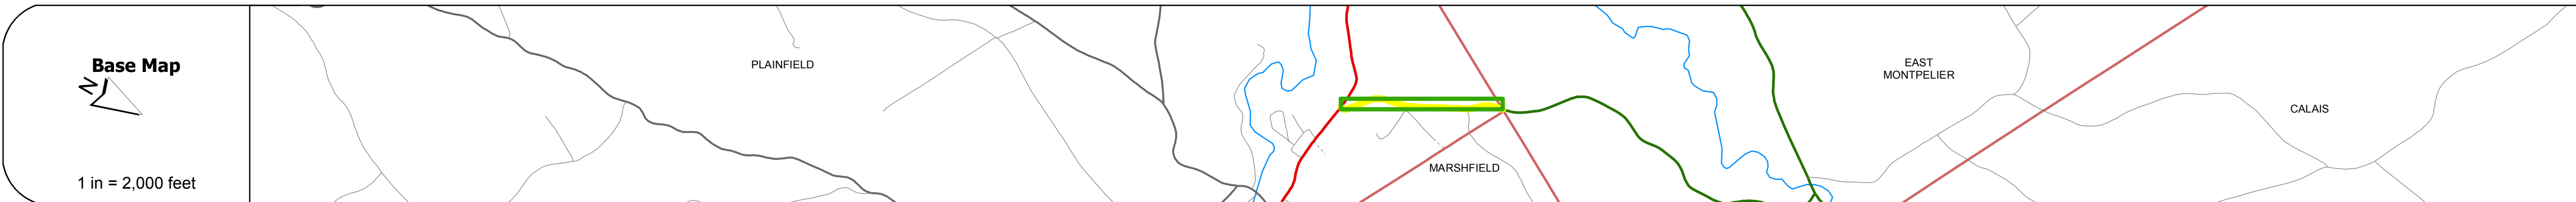 Base Map
N
1 in = 2,000 feet
PLAINFIELD
MARSHFIELD
EAST
MONTPELIER
CALAIS